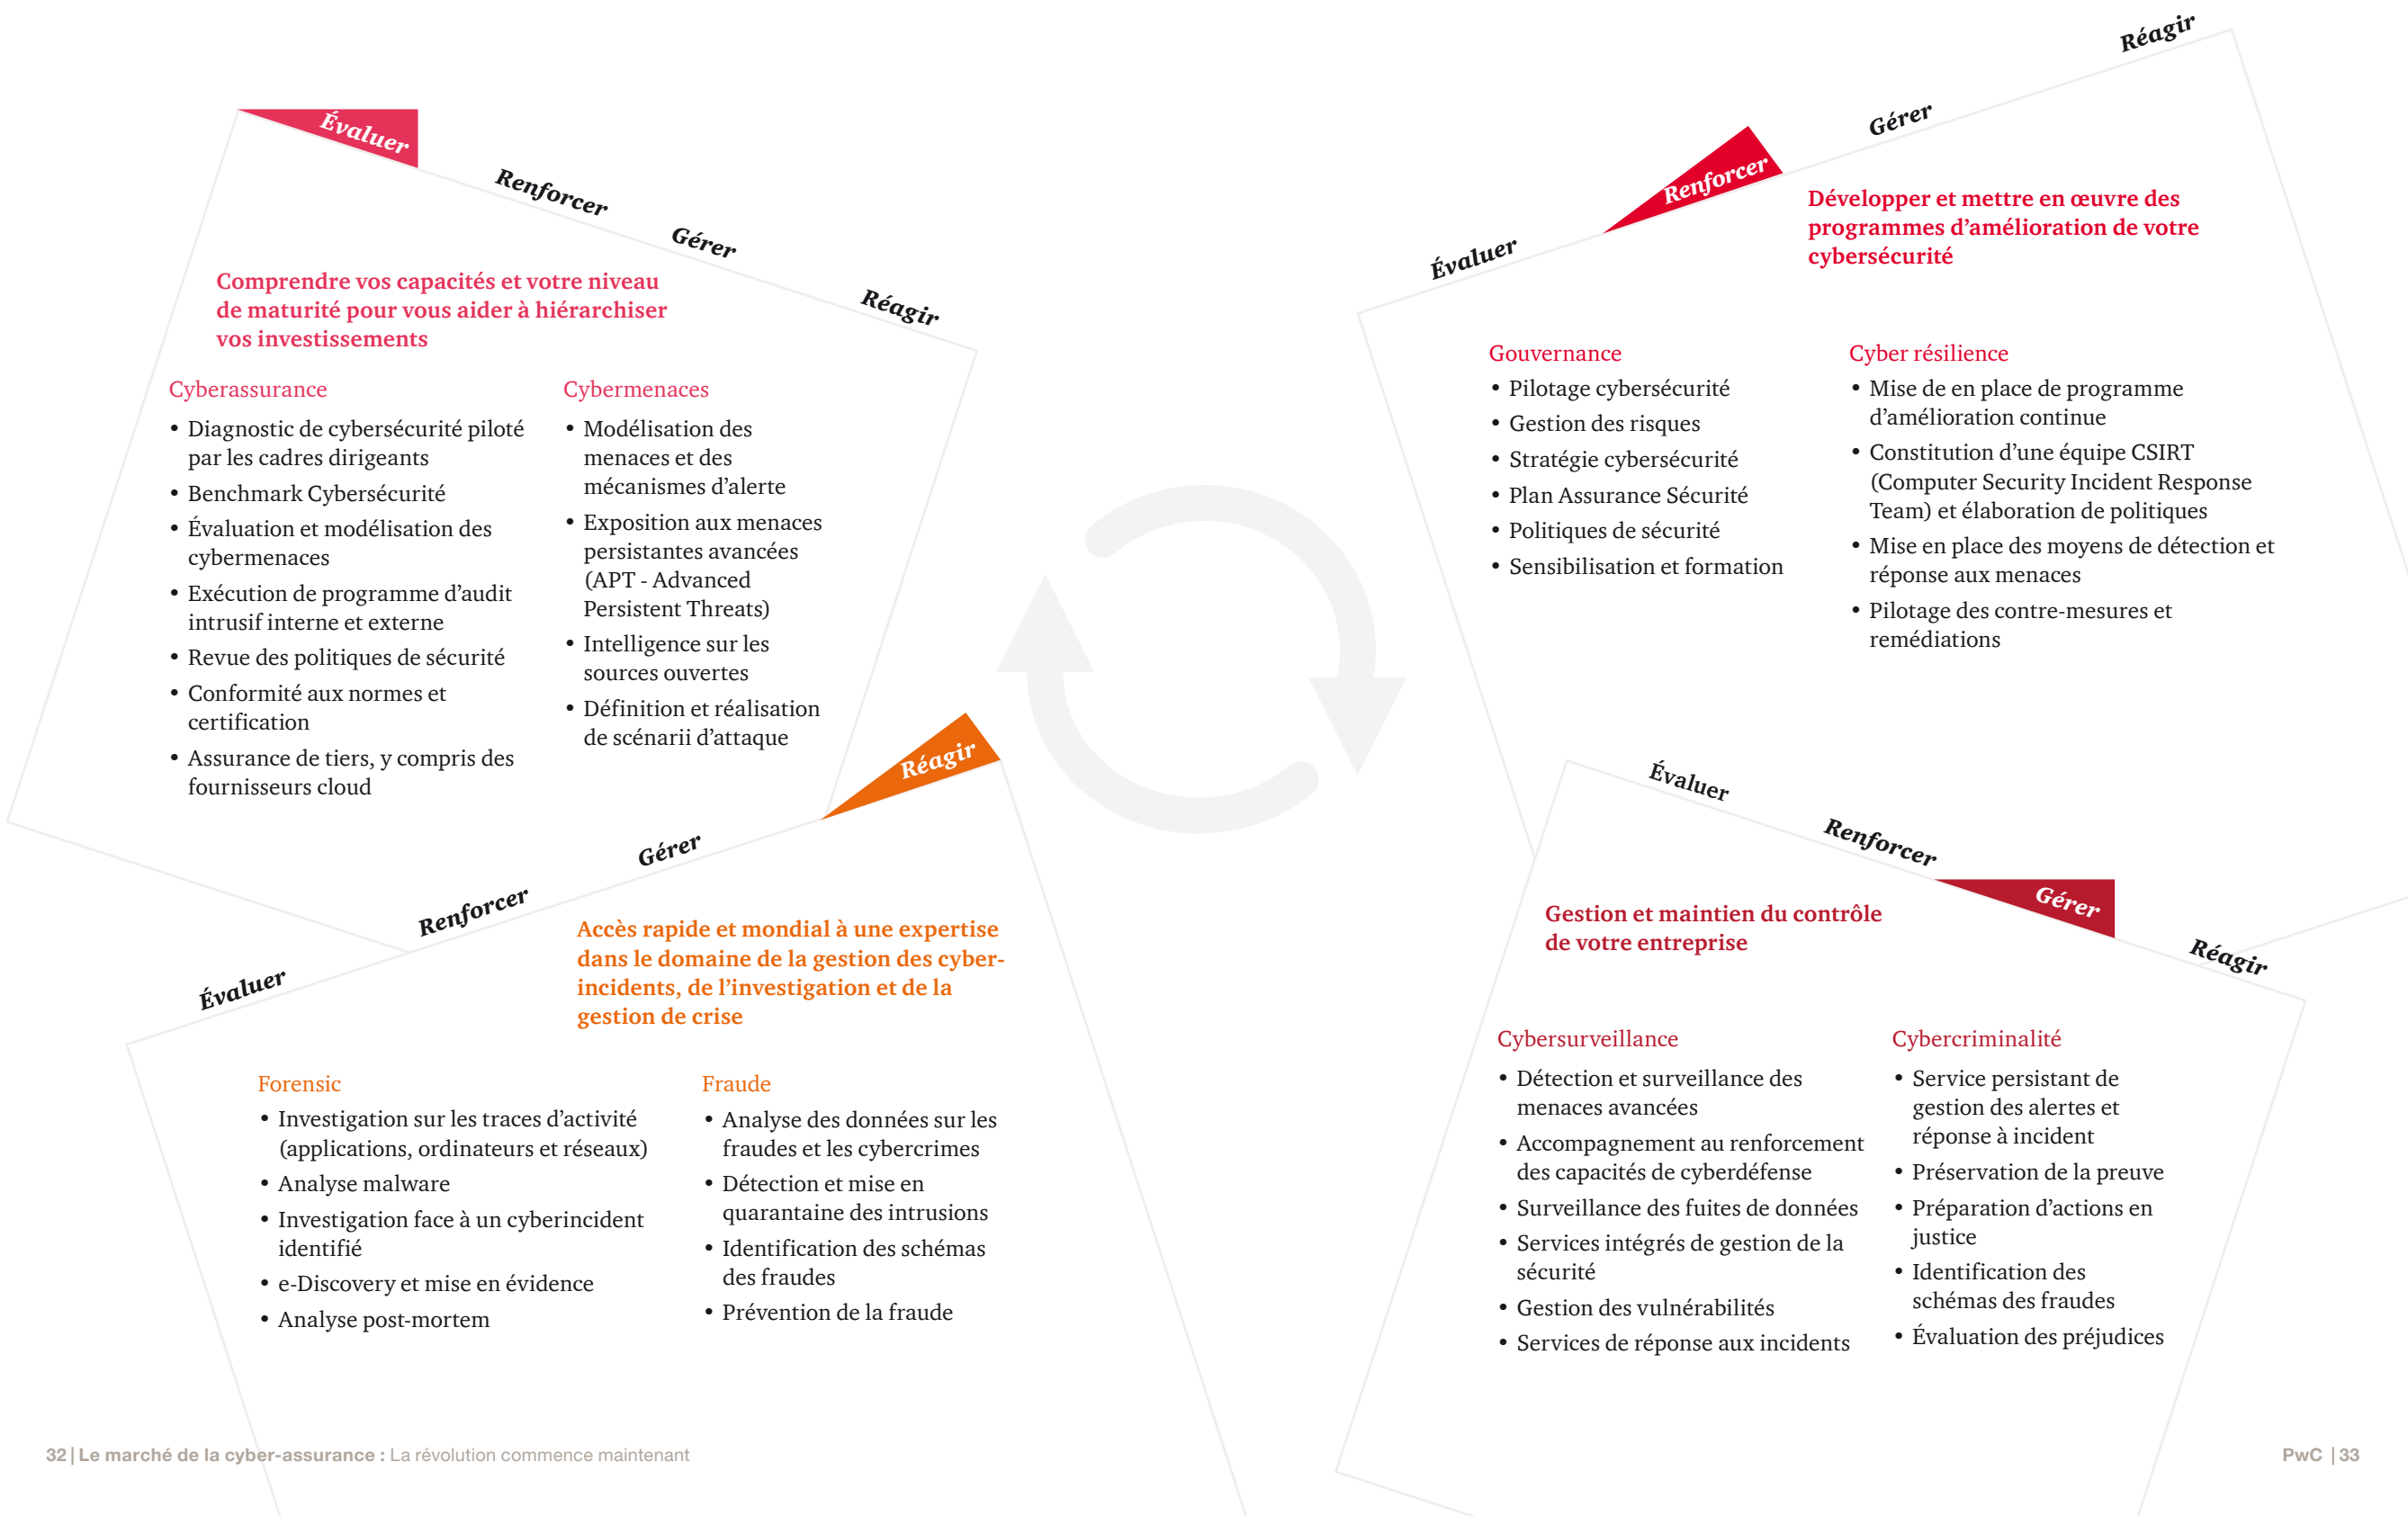 Évaluer
Renforcer
Gérer
Réagir
Comprendre vos capacités et votre niveau
de maturité pour vous aider à hiérarchiser
vos investissements
Cyberassurance
• Diagnostic de cybersécurité piloté
par les cadres dirigeants
• Benchmark Cybersécurité
• Évaluation et modélisation des
cybermenaces
• Exécution de programme d’audit
intrusif interne et externe
• Revue des politiques de sécurité
• Conformité aux normes et
certification
• Assurance de tiers, y compris des
fournisseurs cloud
Cybermenaces
• Modélisation des
menaces et des
mécanismes d’alerte
• Exposition aux menaces
persistantes avancées
(APT - Advanced
Persistent Threats)
• Intelligence sur les
sources ouvertes
• Définition et réalisation
de scénarii d’attaque
Évaluer
Renforcer
Gérer
Réagir
Développer et mettre en œuvre des
programmes d’amélioration de votre
cybersécurité
Gouvernance
• Pilotage cybersécurité
• Gestion des risques
• Stratégie cybersécurité
• Plan Assurance Sécurité
• Politiques de sécurité
• Sensibilisation et formation
Cyber résilience
• Mise de en place de programme
d’amélioration continue
• Constitution d’une équipe CSIRT
(Computer Security Incident Response
Team) et élaboration de politiques
• Mise en place des moyens de détection et
réponse aux menaces
• Pilotage des contre-mesures et
remédiations
Évaluer
Renforcer
Gérer
Réagir
Accès rapide et mondial à une expertise
dans le domaine de la gestion des cyber-
incidents, de l’investigation et de la
gestion de crise
Forensic
• Investigation sur les traces d’activité
(applications, ordinateurs et réseaux)
• Analyse malware
• Investigation face à un cyberincident
identifié
• e-Discovery et mise en évidence
• Analyse post-mortem
Fraude
• Analyse des données sur les
fraudes et les cybercrimes
• Détection et mise en
quarantaine des intrusions
• Identification des schémas
des fraudes
• Prévention de la fraude
Évaluer
Renforcer
Gérer
Réagir
Gestion et maintien du contrôle
de votre entreprise
Cybersurveillance
• Détection et surveillance des
menaces avancées
• Accompagnement au renforcement
des capacités de cyberdéfense
• Surveillance des fuites de données
• Services intégrés de gestion de la
sécurité
• Gestion des vulnérabilités
• Services de réponse aux incidents
Cybercriminalité
• Service persistant de
gestion des alertes et
réponse à incident
• Préservation de la preuve
• Préparation d’actions en
justice
• Identification des
schémas des fraudes
• Évaluation des préjudices
32 | Le marché de la cyber-assurance : La révolution commence maintenant
PwC | 33